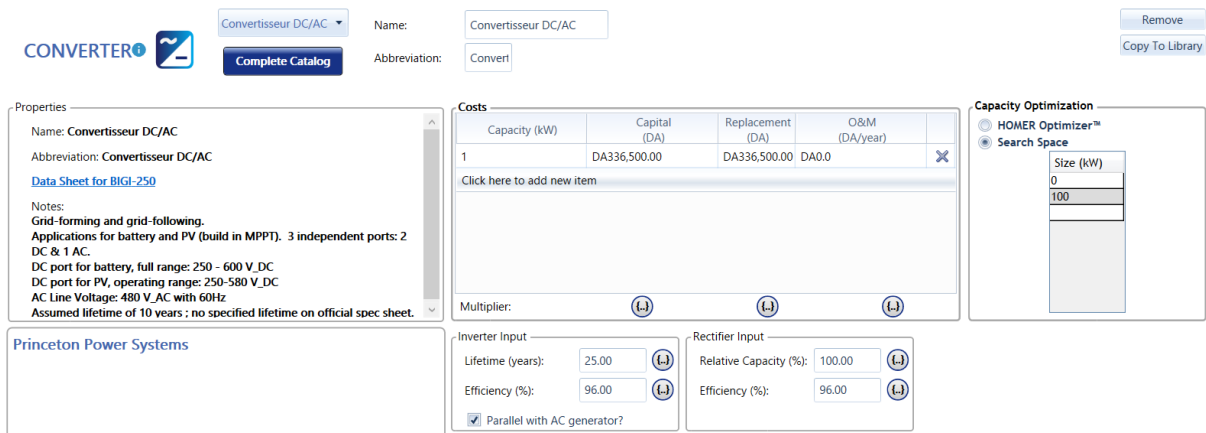 CONVERTER
Convertisseur DC/AC
Complete Catalog
Name:
Convertisseur DC/AC
Abbreviation:
Convert
Remove
Copy To Library
Properties
Name: Convertisseur DC/AC
Abbreviation: Convertisseur DC/AC
Data Sheet for BIGI-250
Notes:
Grid-forming and grid-following.
Applications for battery and PV (build in MPPT).  3 independent ports: 2
DC & 1 AC.
DC port for battery, full range: 250 - 600 V_DC
DC port for PV, operating range: 250-580 V_DC
AC Line Voltage: 480 V_AC with 60Hz
Assumed lifetime of 10 years ; no specified lifetime on official spec sheet.
Princeton Power Systems
Costs
Capacity (kW) Capital (DA) Replacement (DA) O&M (DA/year)
1 DA336,500.00 DA336,500.00 DA0.0
Click here to add new item
Multiplier: {..} {..} {..}
Inverter Input
Lifetime (years): 25.00 {..}
Efficiency (%): 96.00 {..}
Parallel with AC generator?
Rectifier Input
Relative Capacity (%): 100.00 {..}
Efficiency (%): 96.00 {..}
Capacity Optimization
HOMER Optimizer™
Search Space
Size (kW)
0
100